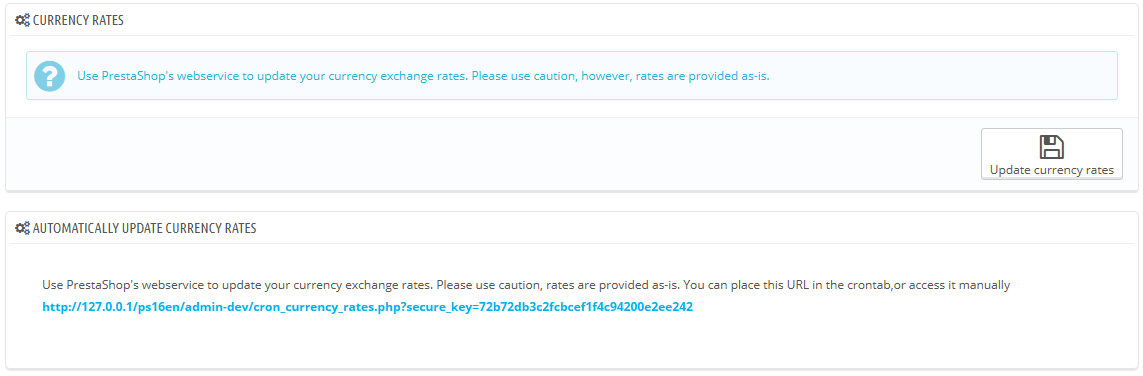 CURRENCY RATES
Use PrestaShop's webservice to update your currency exchange rates. Please use caution, however, rates are provided as-is.
Update currency rates
AUTOMATICALLY UPDATE CURRENCY RATES
Use PrestaShop's webservice to update your currency exchange rates. Please use caution, rates are provided as-is. You can place this URL in the crontab,or access it manually
http://127.0.0.1/ps16en/admin-dev/cron_currency_rates.php?secure_key=72b72db3c2fcbcef1f4c94200e2ee242